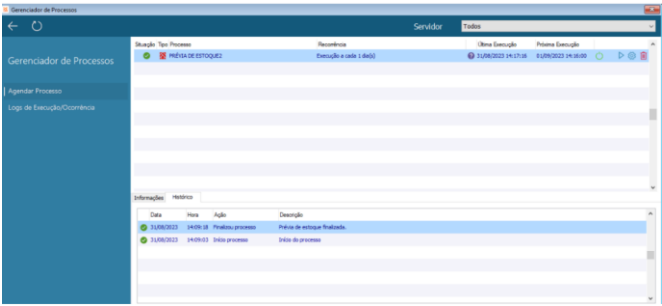 Gerenciador de Processos
Servidor Todos
Gerenciador de Processos
Agendar Processo
Logs de Execução/Ocorrência
Situação Tipo Processo Recorrência Última Execução Próxima Execução
PRÉVIA DE ESTOQUE2 Execução a cada 1 dia(s) 31/08/2023 14:17:16 01/09/2023 14:16:00
Informações Histórico
Data Hora Ação Descrição
31/08/2023 14:09:18 Finalizou processo Prévia de estoque finalizada.
31/08/2023 14:09:03 Início processo Início do processo